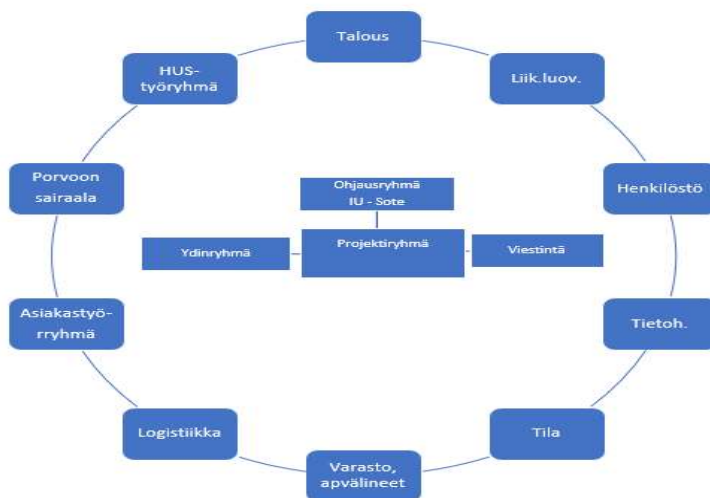 Talous
HUS-
työryhmä
Liik.luov.
Porvoon
sairaala
Henkilöstö
Ohjausryhmä
IU - Sote
Ydinryhmä
Projektiryhmä
Viestintä
Asiakastyö-
rryhmä
Tietoh.
Logistiikka
Tila
Varasto,
apvälineet